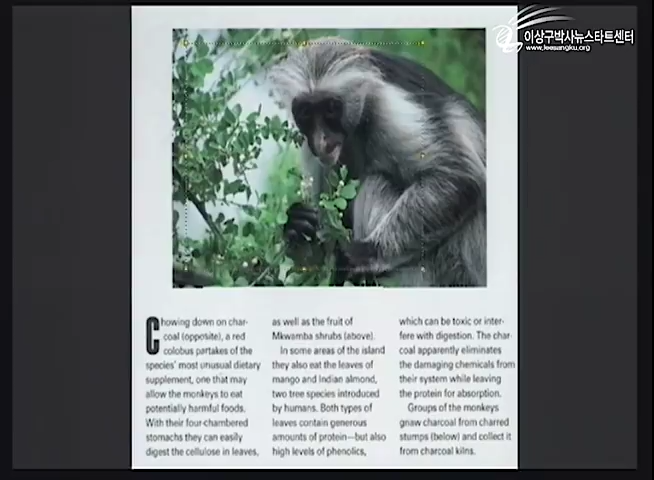 이상구박사뉴스타트센터
www.leesangku.org
Chowing down on char-
coal (opposite), a red
colobus partakes of the
species' most unusual dietary
supplement, one that may
allow the monkeys to eat
potentially harmful foods.
With their four-chambered
stomachs they can easily
digest the cellulose in leaves,
as well as the fruit of
Mkwamba shrubs (above).
In some areas of the island
they also eat the leaves of
mango and Indian almond,
two tree species introduced
by humans. Both types of
leaves contain generous
amounts of protein—but also
high levels of phenolics,
which can be toxic or inter-
fere with digestion. The char-
coal apparently eliminates
the damaging chemicals from
their system while leaving
the protein for absorption.
Groups of the monkeys
gnaw charcoal from charred
stumps (below) and collect it
from charcoal kilns.